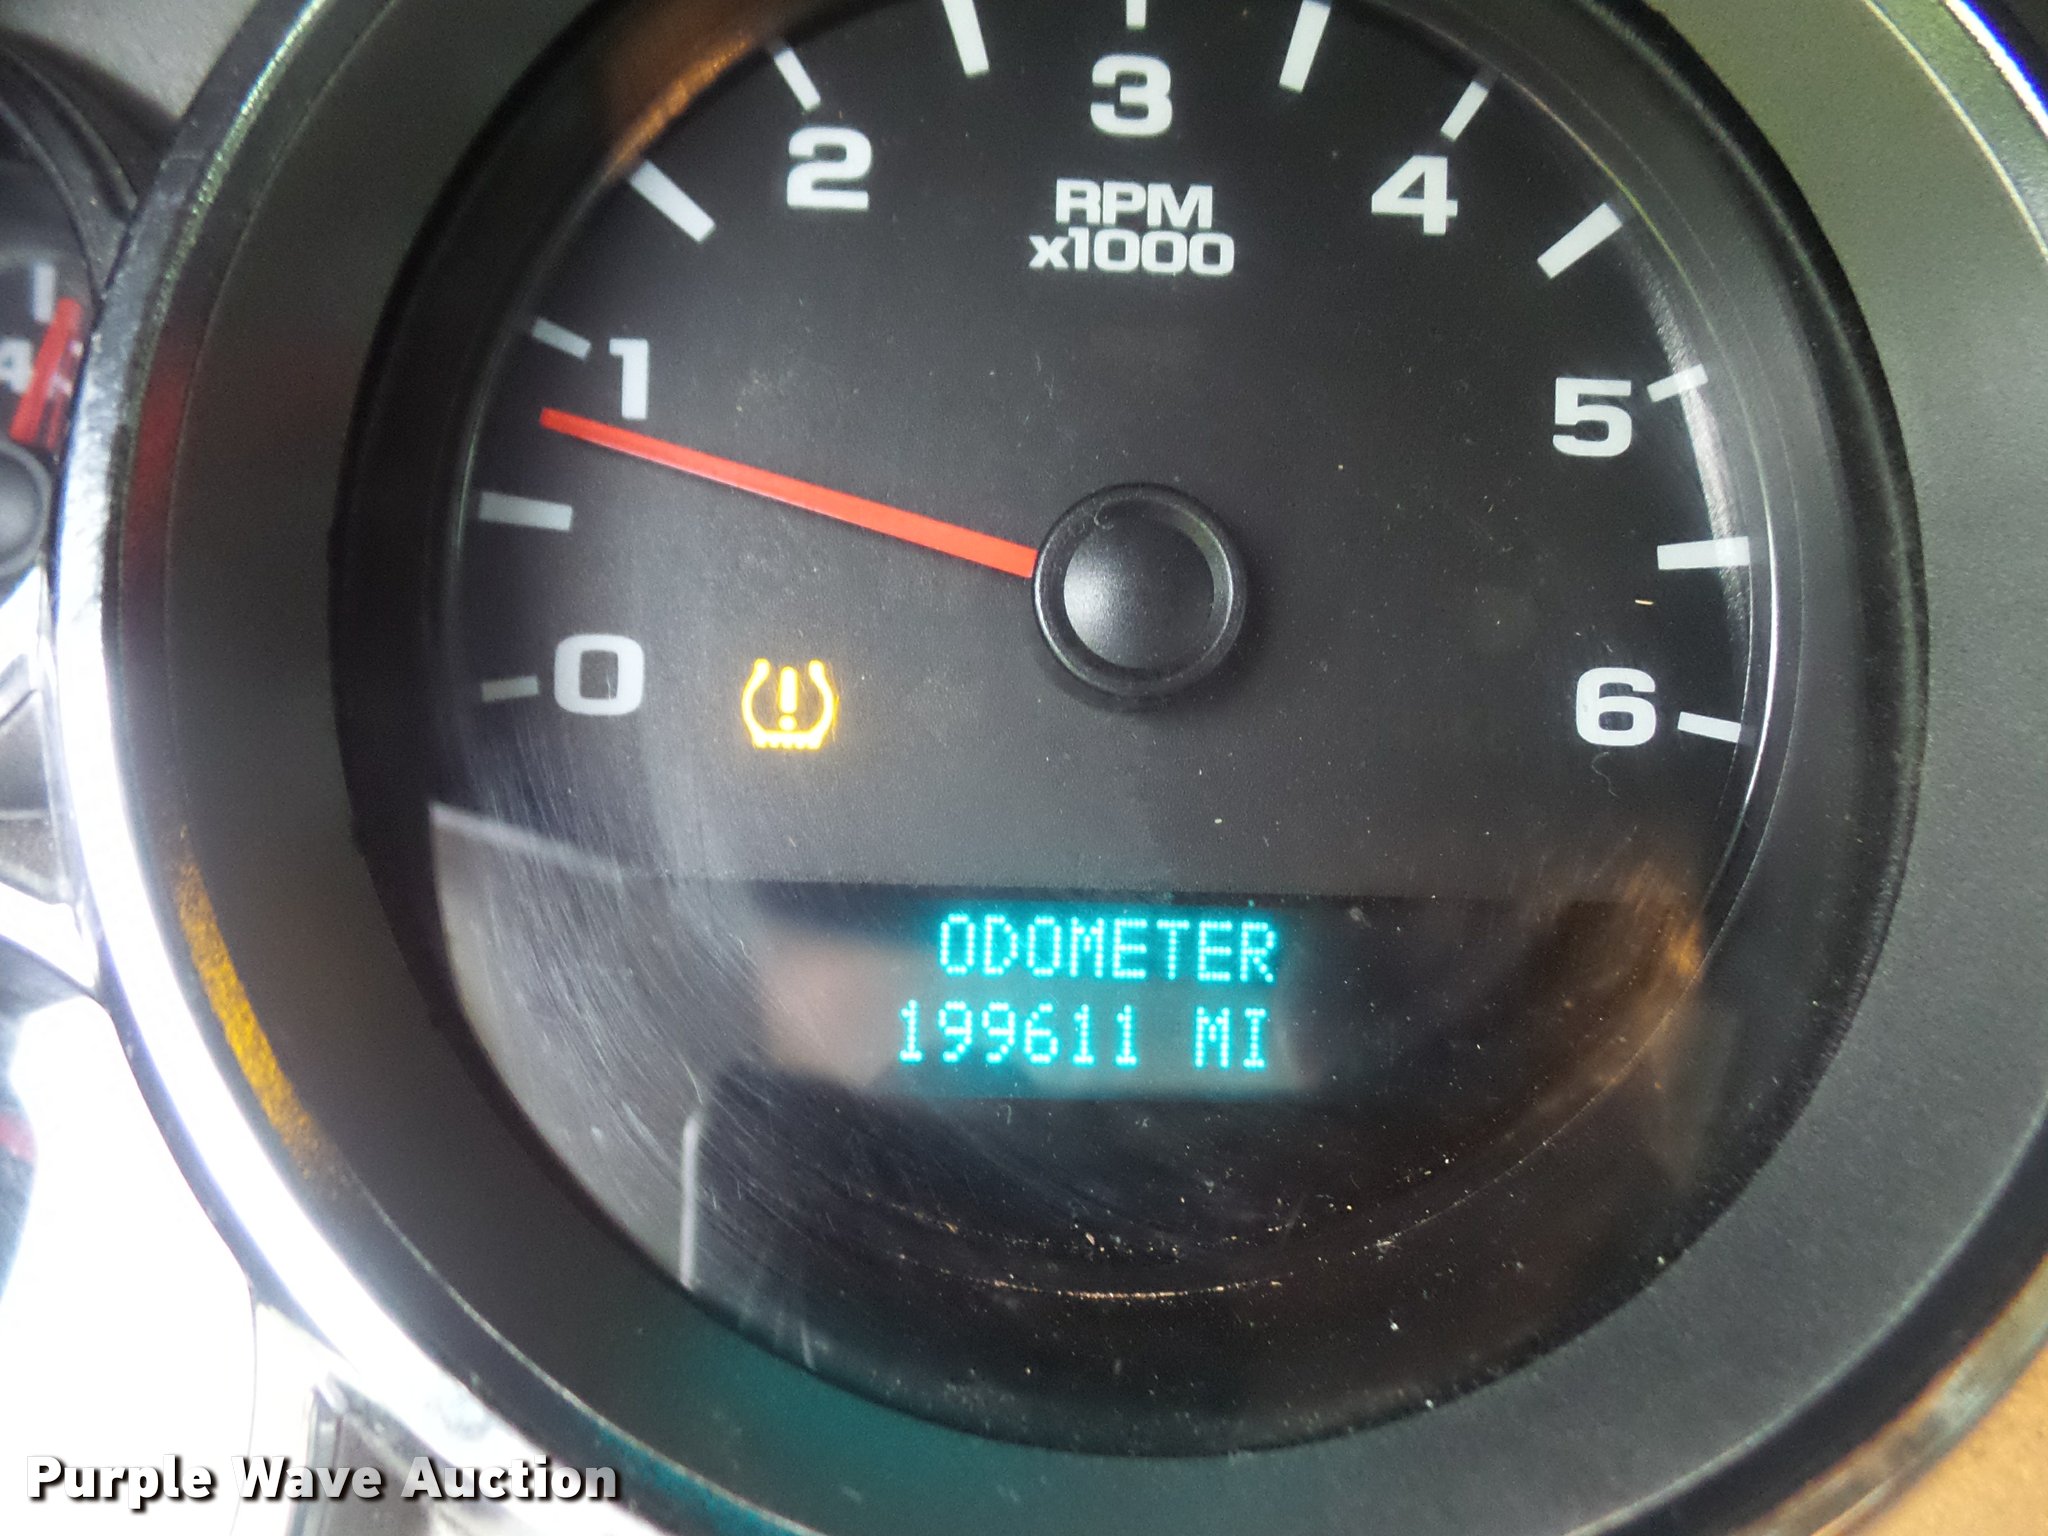 3
2
4
RPM
x1000
1
5
0
6
ODOMETER
199611 MI
Purple Wave Auction